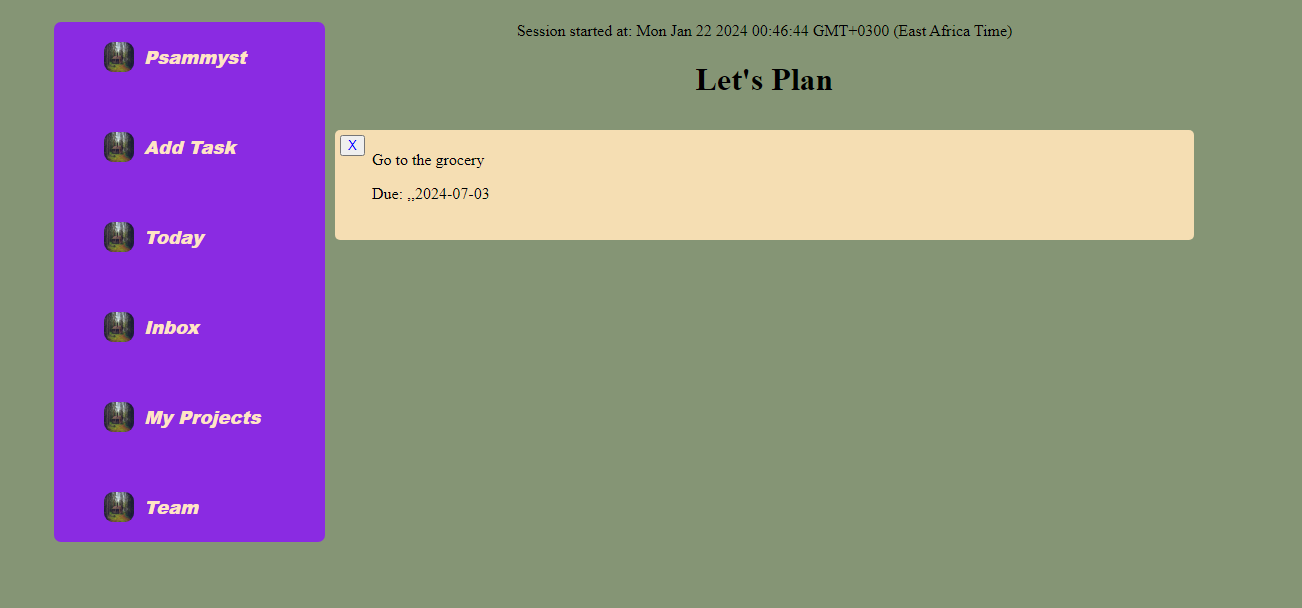 Psammyst
Add Task
Today
Inbox
My Projects
Team
Session started at: Mon Jan 22 2024 00:46:44 GMT+0300 (East Africa Time)
Let's Plan
X
Go to the grocery
Due: ,,2024-07-03